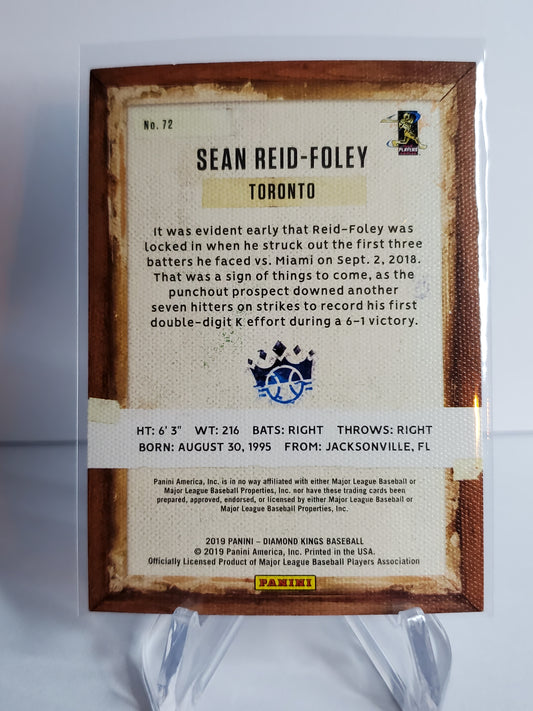 No. 72
PLAYERS
SEAN REID-FOLEY
TORONTO
It was evident early that Reid-Foley was
locked in when he struck out the first three
batters he faced vs. Miami on Sept. 2, 2018.
That was a sign of things to come, as the
punchout prospect downed another
seven hitters on strikes to record his first
double-digit K effort during a 6-1 victory.
HT: 6' 3" WT: 216 BATS: RIGHT THROWS: RIGHT
BORN: AUGUST 30, 1995 FROM: JACKSONVILLE, FL
Panini America, Inc. is in no way affiliated with either Major League Baseball or
Major League Baseball Properties, Inc. nor have these trading cards been
prepared, approved, endorsed, or licensed by either Major League Baseball or
Major League Baseball Properties, Inc.
2019 PANINI – DIAMOND KINGS BASEBALL
© 2019 Panini America, Inc. Printed in the USA.
Officially Licensed Product of Major League Baseball Players Association
PANINI